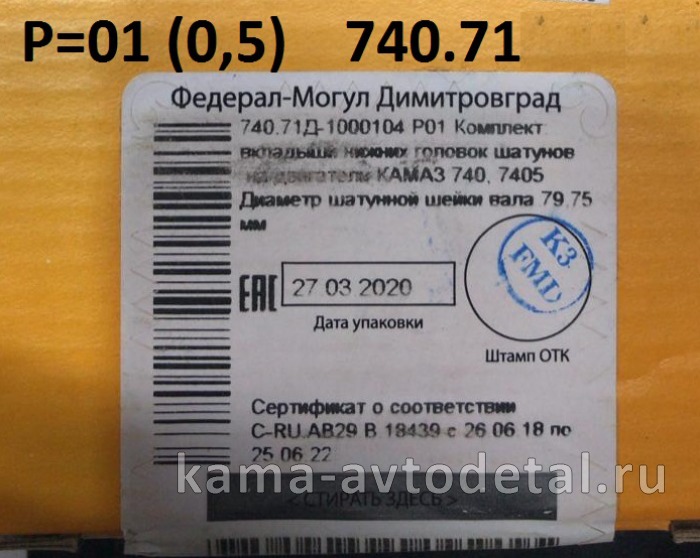 P=01 (0,5) 740.71
Федерал-Могул Димитровград
740.71Д-1000104 Р01 Комплект
вкладыши нижних головок шатунов
на двигатели КАМАЗ 740, 7405
Диаметр шатунной шейки вала 79.75
мм
ЕАС
27 03 2020
КЗ
FMD
Дата упаковки
Штамп ОТК
Сертификат о соответствии
C-RU.АВ29 В 18439 с 26 06 18 по
25 06 22
kama-avtodetal.ru
< СТИРАТЬ ЗДЕСЬ >